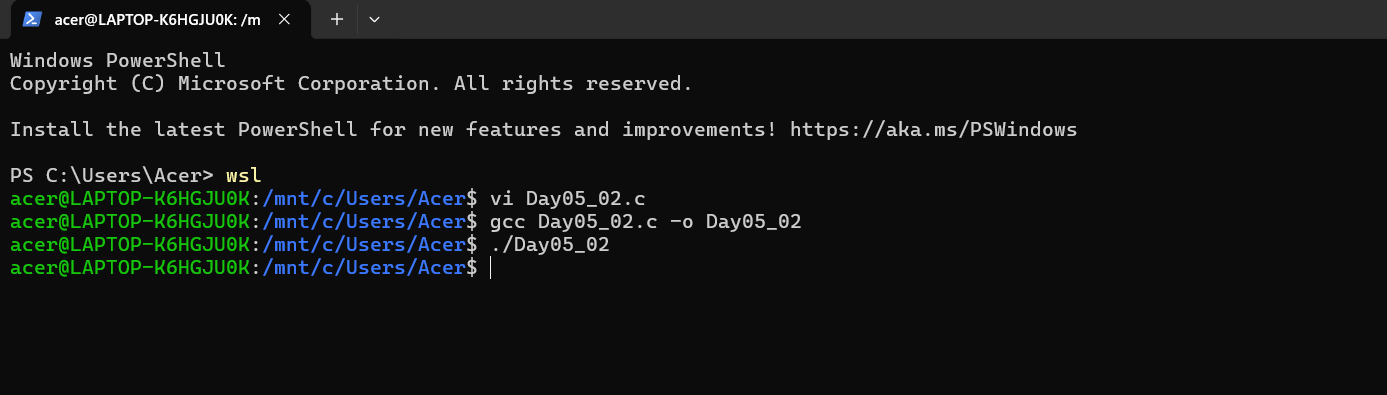 acer@LAPTOP-K6HGJU0K: /m
Windows PowerShell
Copyright (C) Microsoft Corporation. All rights reserved.
Install the latest PowerShell for new features and improvements! https://aka.ms/PSWindows
PS C:\Users\Acer> wsl
acer@LAPTOP-K6HGJU0K:/mnt/c/Users/Acer$ vi Day05_02.c
acer@LAPTOP-K6HGJU0K:/mnt/c/Users/Acer$ gcc Day05_02.c -o Day05_02
acer@LAPTOP-K6HGJU0K:/mnt/c/Users/Acer$ ./Day05_02
acer@LAPTOP-K6HGJU0K:/mnt/c/Users/Acer$